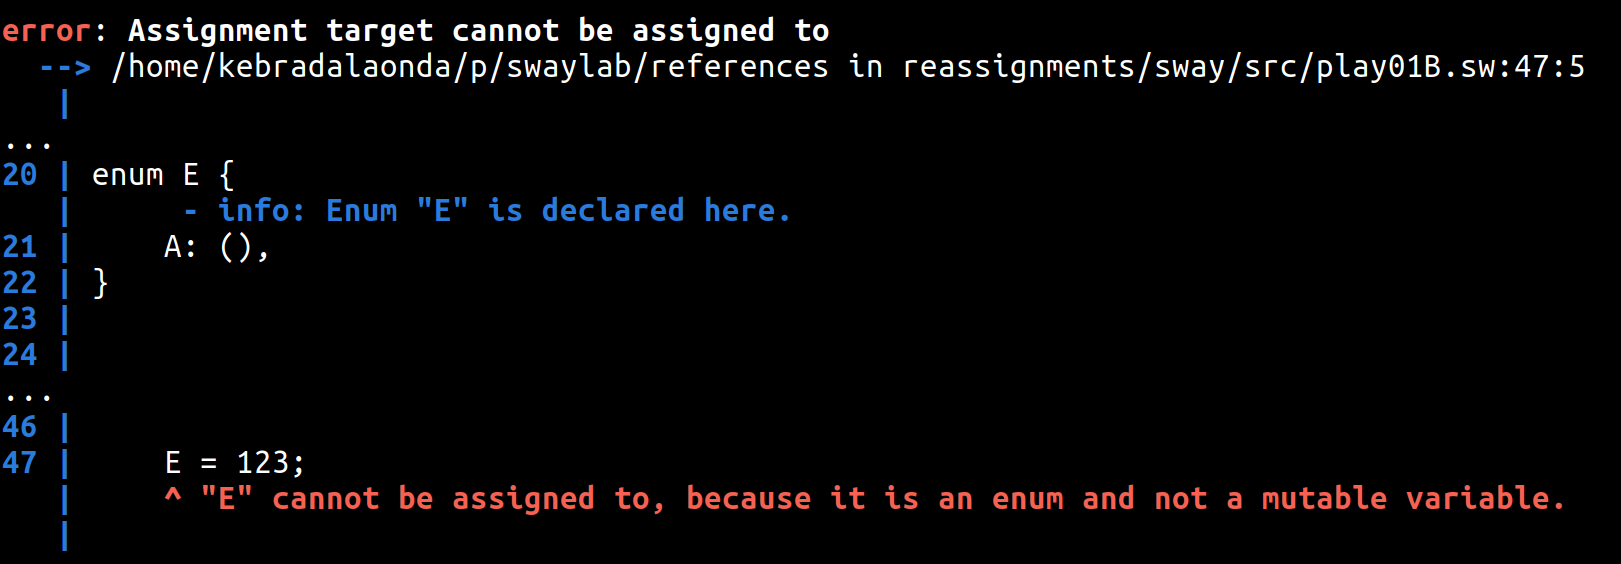 error: Assignment target cannot be assigned to
  --> /home/kebradalaonda/p/swaylab/references in reassignments/sway/src/play01B.sw:47:5
   |
...
20 | enum E {
   |      - info: Enum "E" is declared here.
21 |     A: (),
22 | }
23 |
24 |
...
46 |
47 |     E = 123;
   |     ^ "E" cannot be assigned to, because it is an enum and not a mutable variable.
   |